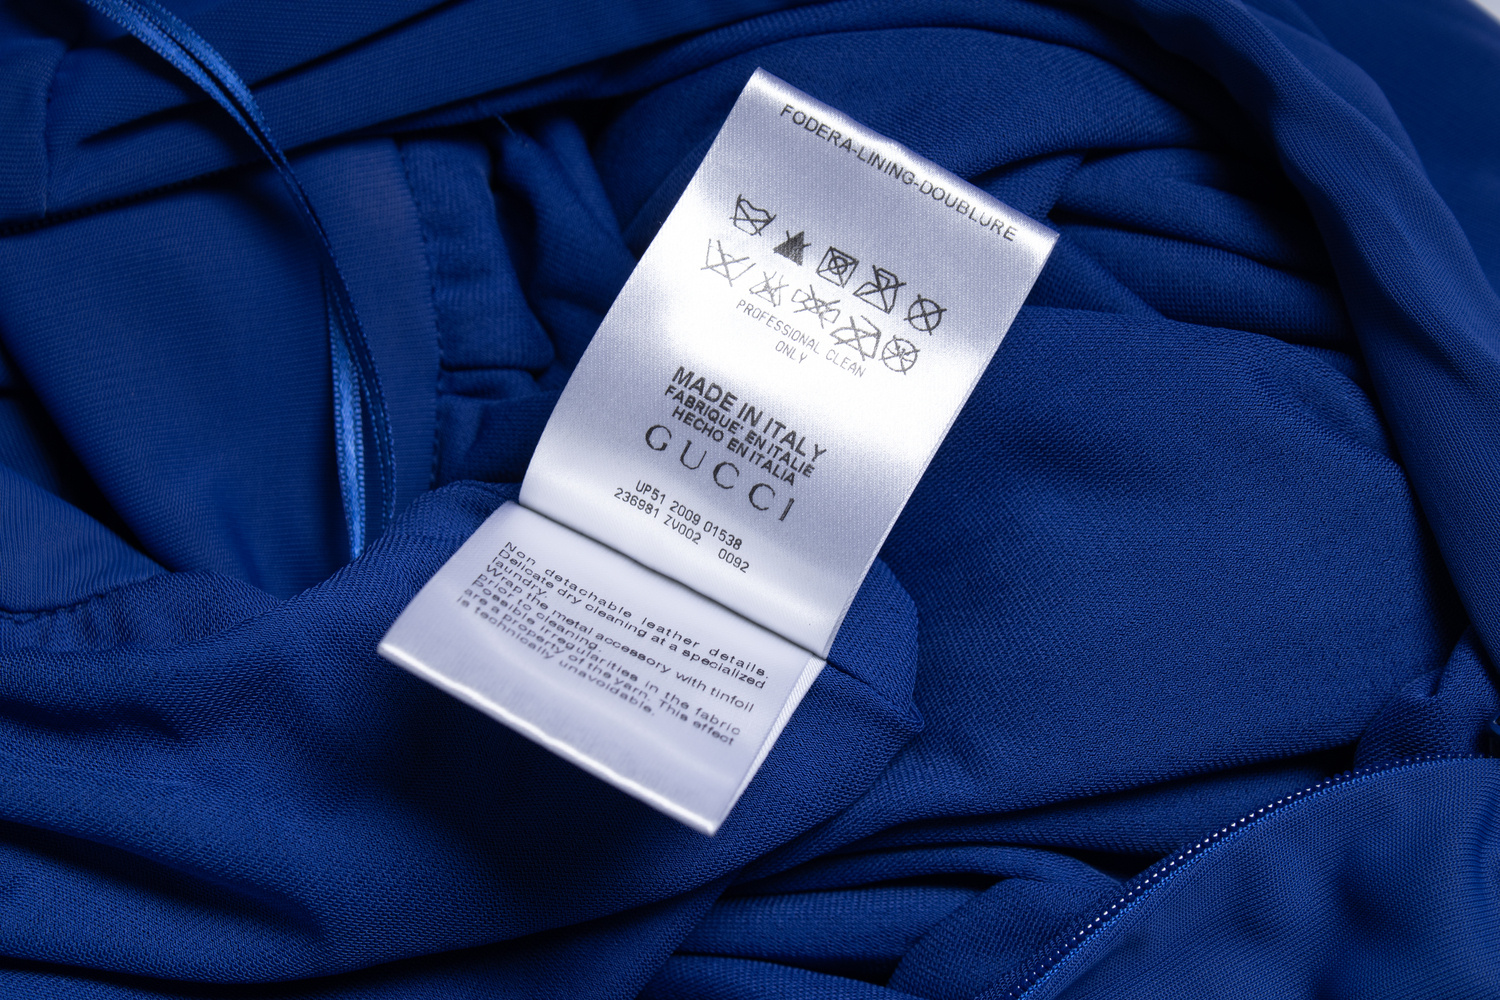 FODERA-LINING-DOUBLURE
PROFESSIONAL CLEAN
ONLY
MADE IN ITALY
FABRIQUE' EN ITALIE
HECHO EN ITALIA
GUCCI
UP51 2009 01538
236981 ZV002 0092
Non detachable leather details.
Delicate dry cleaning at a specialized
laundry.
Wrap the metal accessory with tinfoil
prior to cleaning.
Possible irregularities in the fabric
are a property of the yarn. This effect
is technically unavoidable.